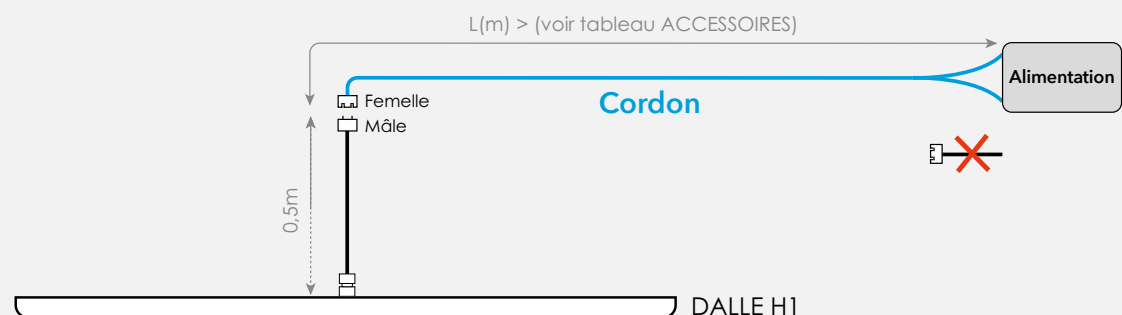 L(m) > (voir tableau ACCESSOIRES)
Alimentation
Femelle
Cordon
Mâle
0,5m
DALLE H1